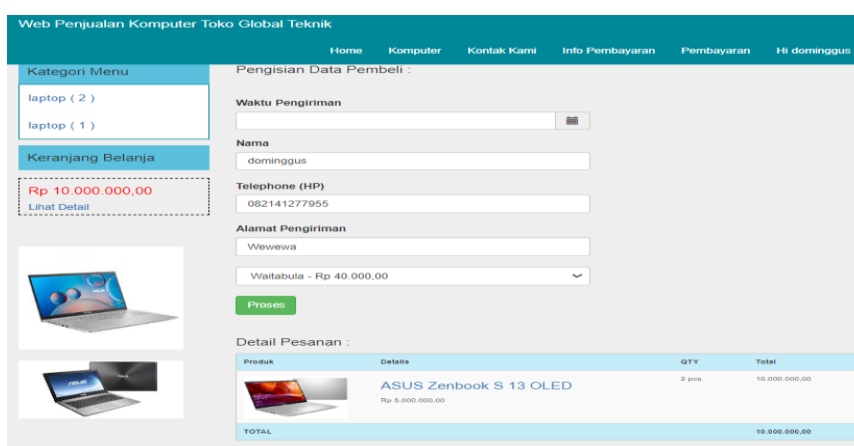 Web Penjualan Komputer Toko Global Teknik
Home Komputer Kontak Kami Info Pembayaran Pembayaran Hi dominggus
Kategori Menu
laptop ( 2 )
laptop ( 1 )
Keranjang Belanja
Rp 10.000.000,00
Lihat Detail
Pengisian Data Pembeli :
Waktu Pengiriman
Nama
dominggus
Telephone (HP)
082141277955
Alamat Pengiriman
Wewewa
Waitabula - Rp 40.000,00
Proses
Detail Pesanan :
Produk Details QTY Total
ASUS Zenbook S 13 OLED 2 pcs 10.000.000,00
Rp 5.000.000,00
TOTAL 10.000.000,00